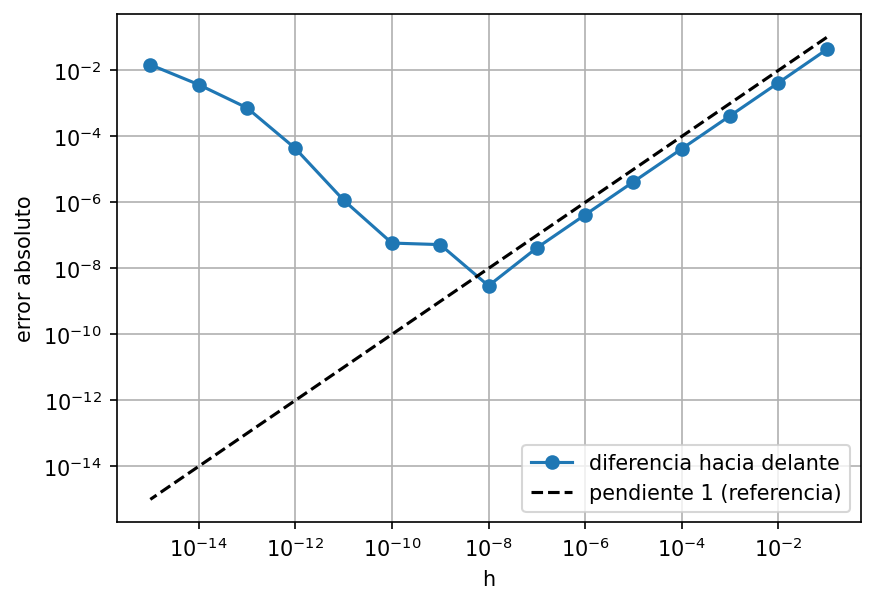 10⁻²
10⁻⁴
10⁻⁶
10⁻⁸
10⁻¹⁰
10⁻¹²
10⁻¹⁴
error absoluto
diferencia hacia delante
pendiente 1 (referencia)
10⁻¹⁴ 10⁻¹² 10⁻¹⁰ 10⁻⁸ 10⁻⁶ 10⁻⁴ 10⁻²
h